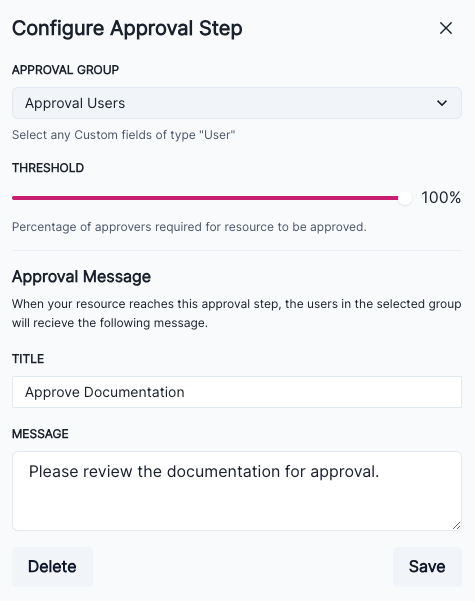 Configure Approval Step
APPROVAL GROUP
Approval Users
Select any Custom fields of type "User"
THRESHOLD
100%
Percentage of approvers required for resource to be approved.
Approval Message
When your resource reaches this approval step, the users in the selected group
will recieve the following message.
TITLE
Approve Documentation
MESSAGE
Please review the documentation for approval.
Delete
Save